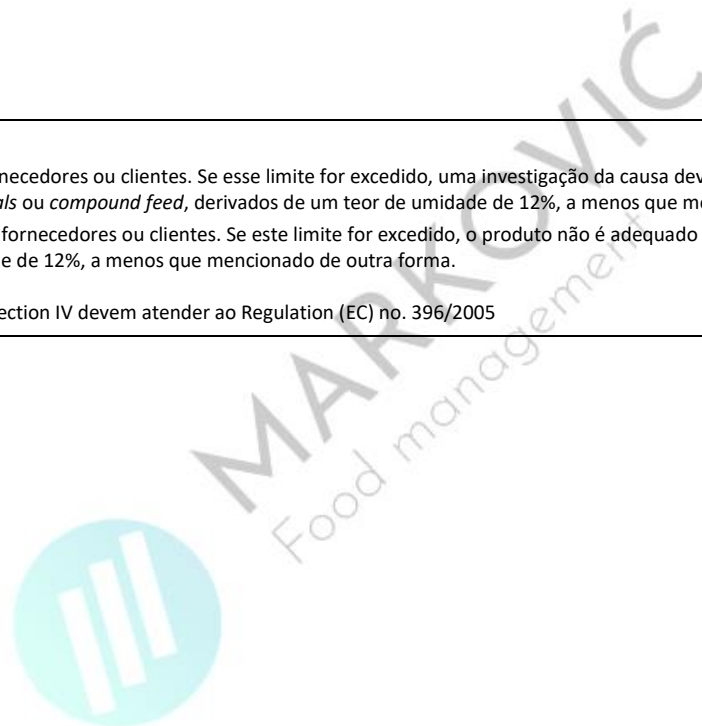 necedores ou clientes. Se esse limite for excedido, uma investigação da causa dev
als ou compound feed, derivados de um teor de umidade de 12%, a menos que me
fornecedores ou clientes. Se este limite for excedido, o produto não é adequado
e de 12%, a menos que mencionado de outra forma.
ection IV devem atender ao Regulation (EC) no. 396/2005
MARKOVIĆ
Food management